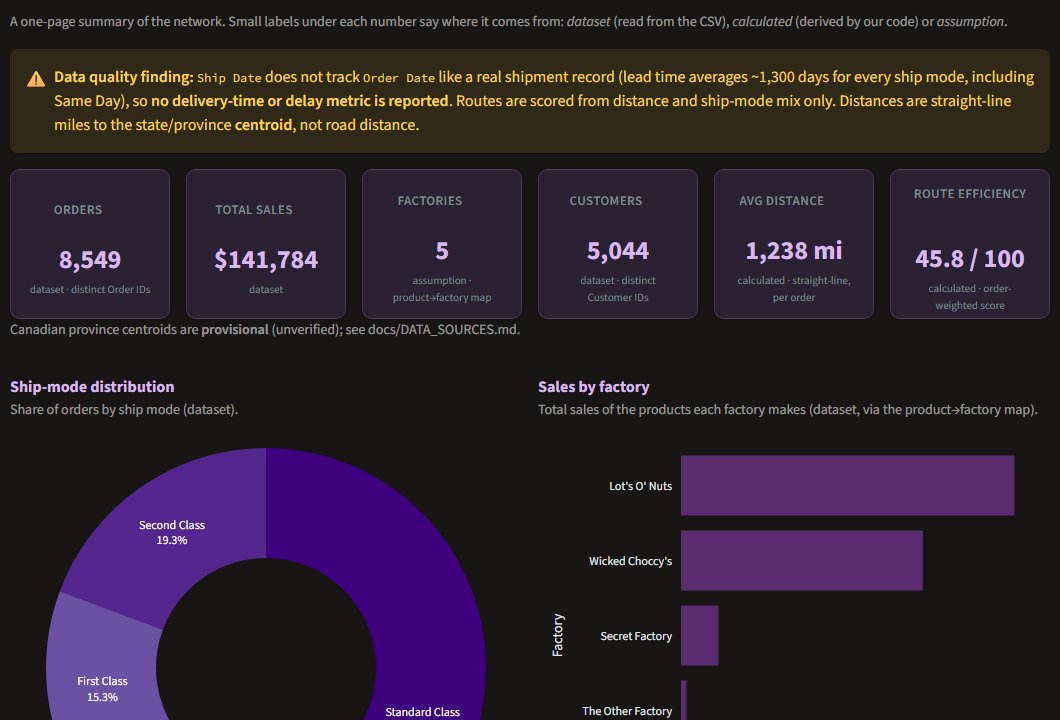 A one-page summary of the network. Small labels under each number say where it comes from: dataset (read from the CSV), calculated (derived by our code) or assumption.
⚠️ Data quality finding: Ship Date does not track Order Date like a real shipment record (lead time averages ~1,300 days for every ship mode, including
Same Day), so no delivery-time or delay metric is reported. Routes are scored from distance and ship-mode mix only. Distances are straight-line
miles to the state/province centroid, not road distance.
ORDERS
8,549
dataset · distinct Order IDs
TOTAL SALES
$141,784
dataset
FACTORIES
5
assumption ·
product→factory map
CUSTOMERS
5,044
dataset · distinct
Customer IDs
AVG DISTANCE
1,238 mi
calculated · straight-line,
per order
ROUTE EFFICIENCY
45.8 / 100
calculated · order-
weighted score
Canadian province centroids are provisional (unverified); see docs/DATA_SOURCES.md.
Ship-mode distribution
Share of orders by ship mode (dataset).
Second Class
19.3%
First Class
15.3%
Standard Class
Sales by factory
Total sales of the products each factory makes (dataset, via the product→factory map).
Factory
Lot's O' Nuts
Wicked Choccy's
Secret Factory
The Other Factory